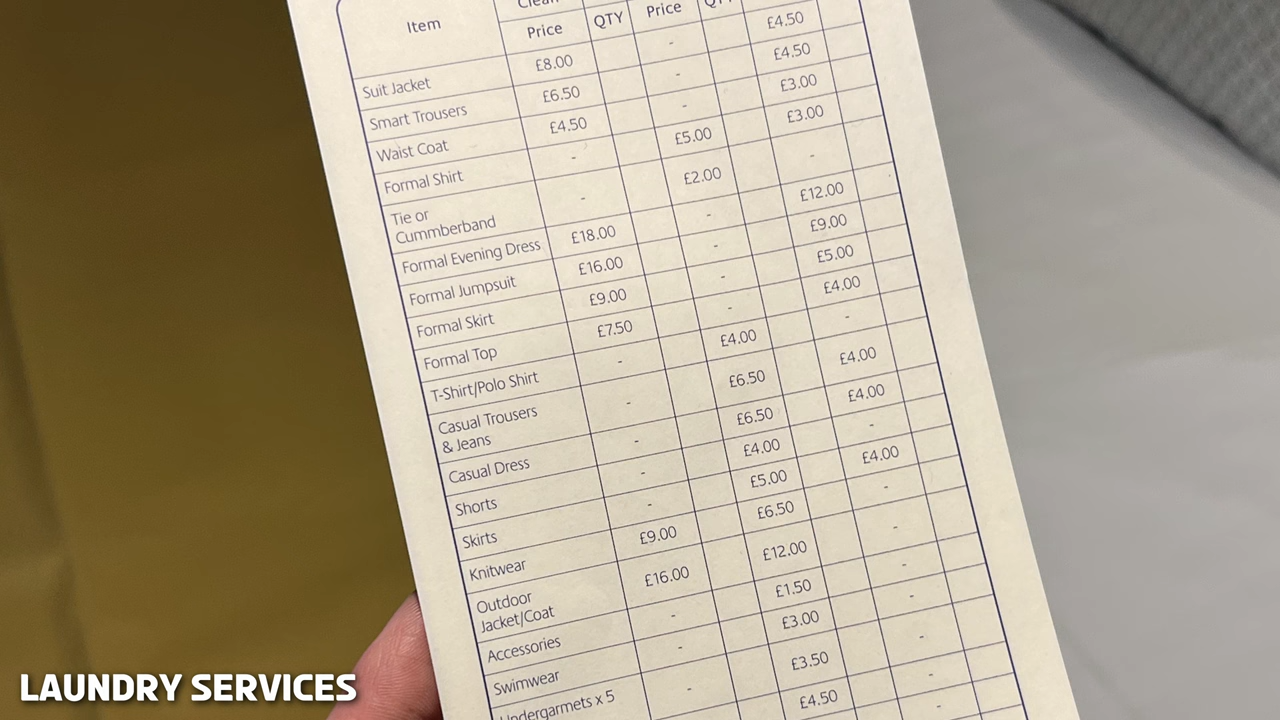 Clean
Item Price QTY Price QTY
Suit Jacket £8.00 - £4.50
Smart Trousers £6.50 - £4.50
Waist Coat £4.50 - £3.00
Formal Shirt - £5.00 £3.00
Tie or
Cummberband - £2.00 -
Formal Evening Dress £18.00 - £12.00
Formal Jumpsuit £16.00 - £9.00
Formal Skirt £9.00 - £5.00
Formal Top £7.50 - £4.00
T-Shirt/Polo Shirt - £4.00 -
Casual Trousers
& Jeans - £6.50 £4.00
Casual Dress - £6.50 £4.00
Shorts - £4.00 -
Skirts - £5.00 £4.00
Knitwear £9.00 £6.50 -
Outdoor
Jacket/Coat £16.00 £12.00 -
Accessories - £1.50 -
Swimwear - £3.00 -
Undergarmets x 5 - £3.50 -
- £4.50 -
LAUNDRY SERVICES